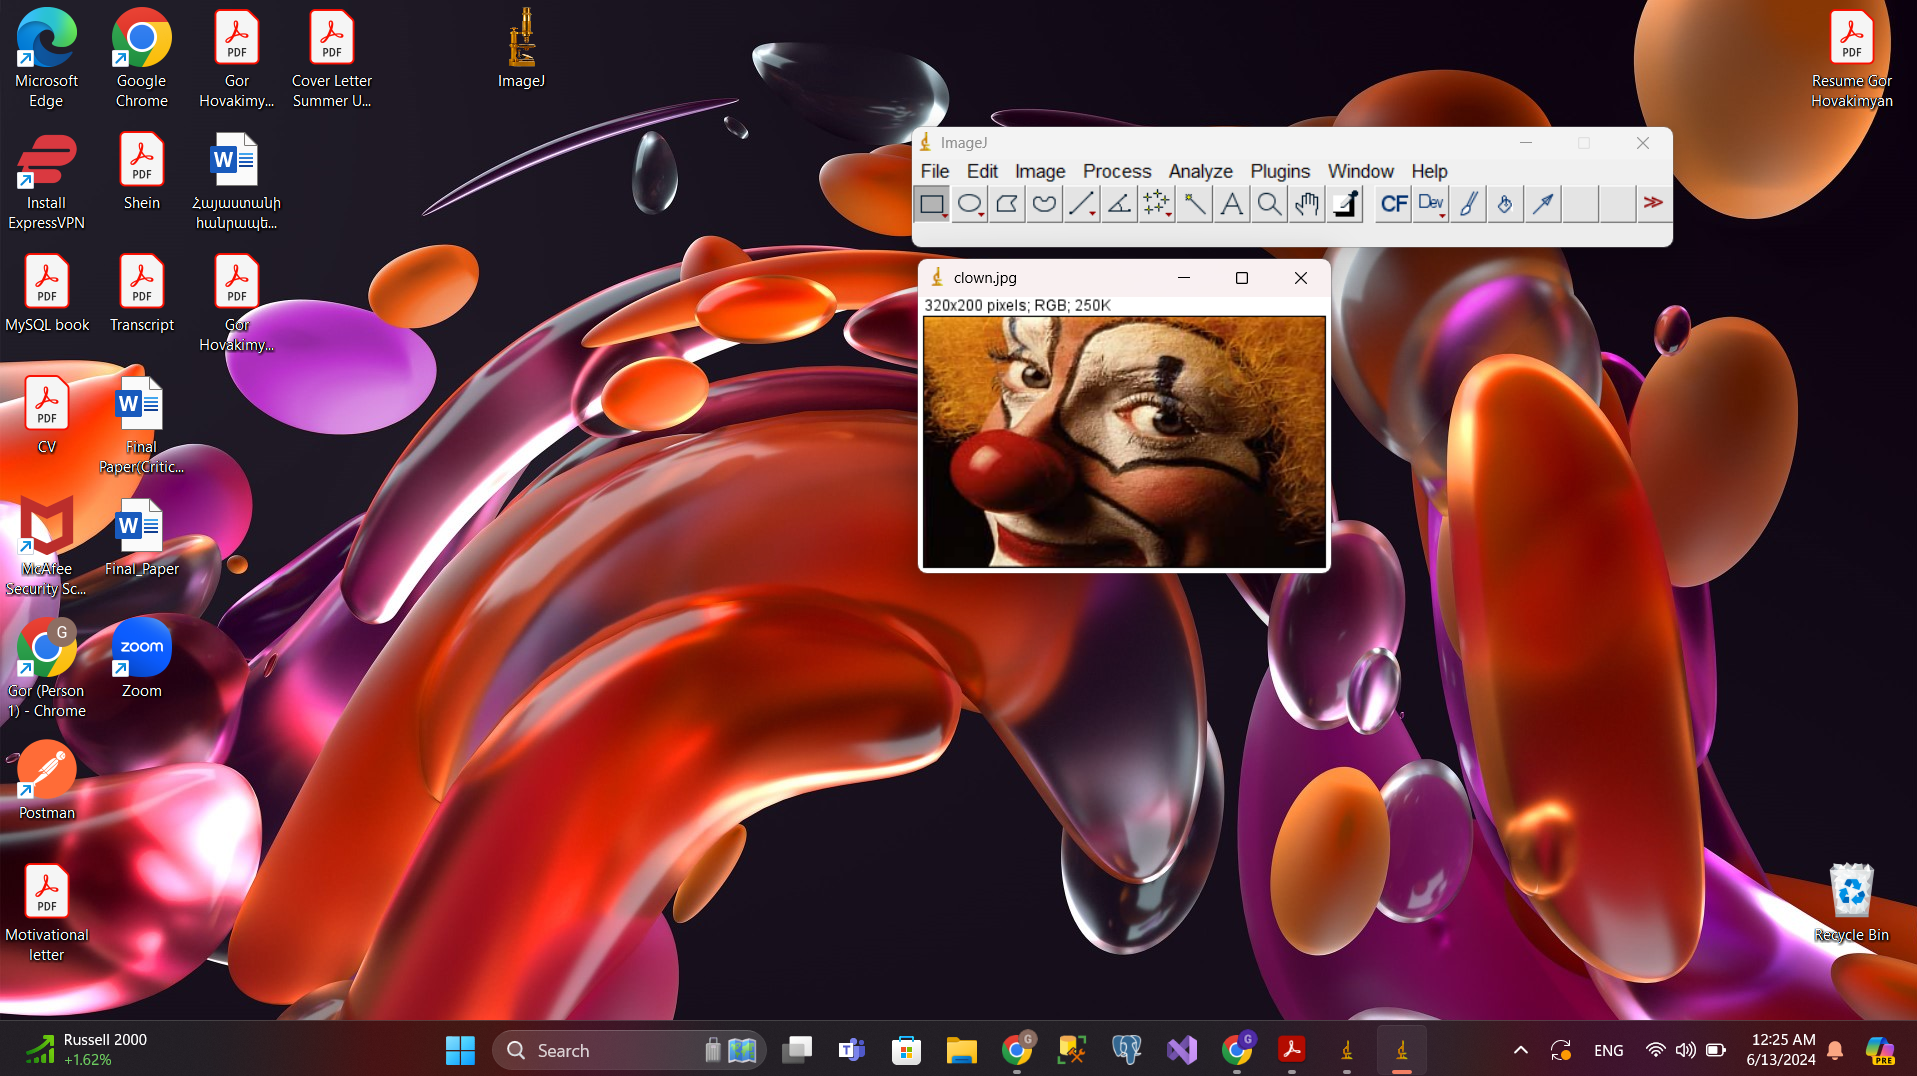 Microsoft
Edge
Google
Chrome
PDF
Gor
Hovakimy...
PDF
Cover Letter
Summer U...
ImageJ
PDF
Resume Gor
Hovakimyan
Install
ExpressVPN
PDF
Shein
W
Հայաստանի
հանրապե...
PDF
MySQL book
PDF
Transcript
PDF
Gor
Hovakimy...
PDF
CV
W
Final
Paper(Critic...
McAfee
Security Sc...
W
Final_Paper
G
Gor (Person
1) - Chrome
zoom
Zoom
Postman
PDF
Motivational
letter
Recycle Bin
ImageJ
File Edit Image Process Analyze Plugins Window Help
A CF Dev >>
clown.jpg
320x200 pixels; RGB; 250K
Russell 2000
+1.62%
Search
T
G
G
ENG
12:25 AM
6/13/2024
PRE